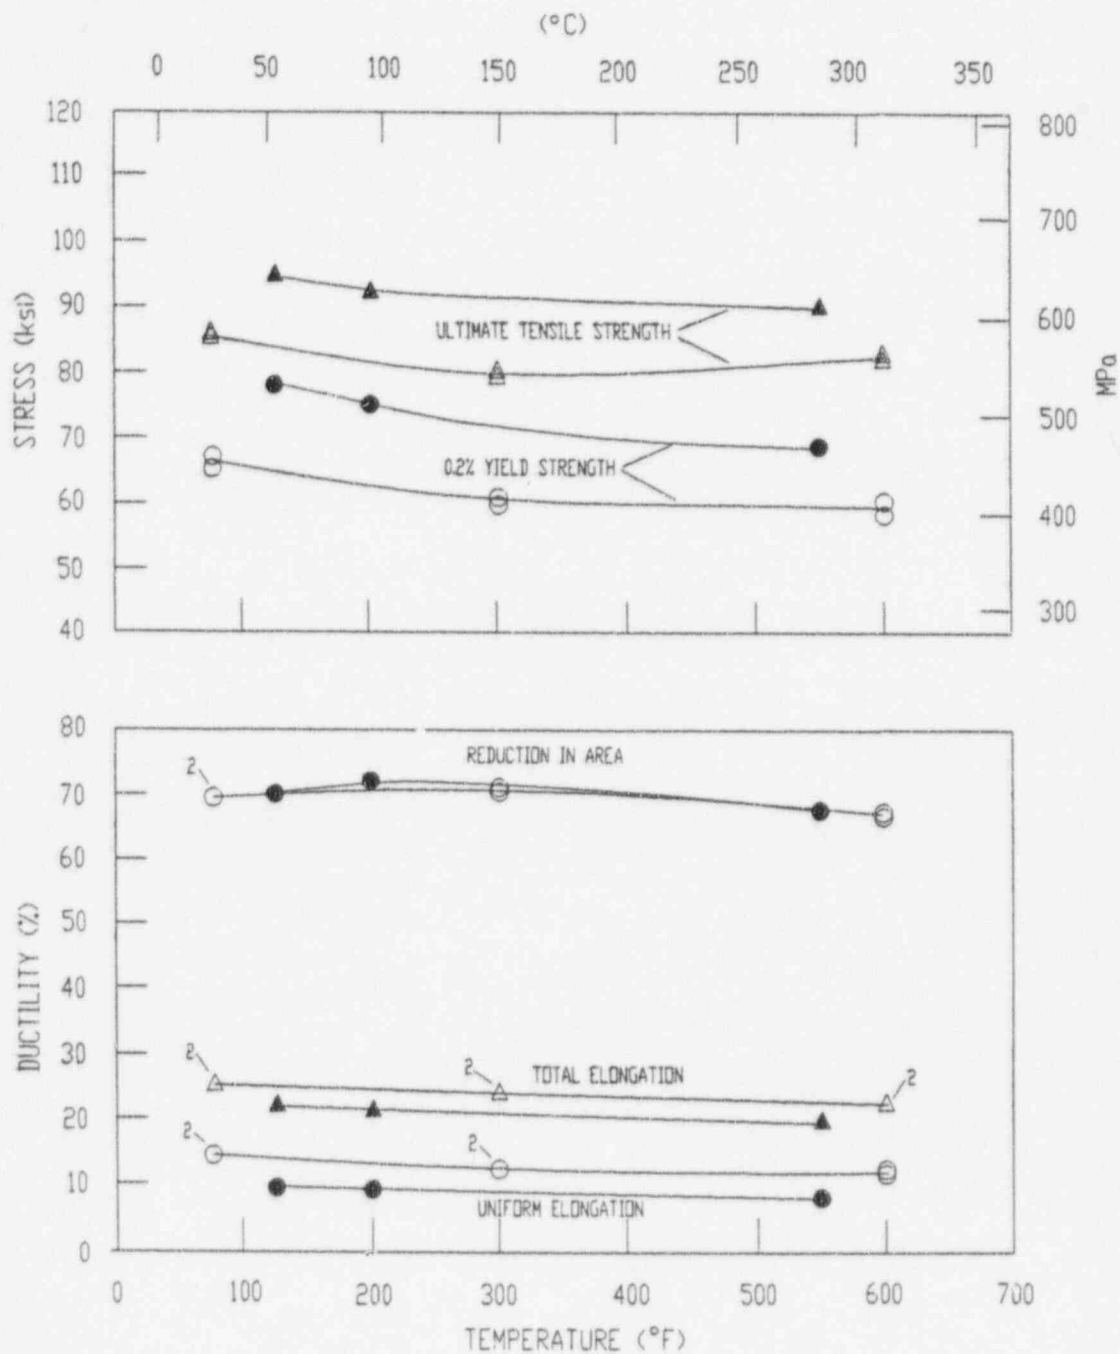 (°C)
0 50 100 150 200 250 300 350
120
110
100
90
80
70
60
50
40
STRESS (ksi)
800
700
600
500
400
300
MPa
ULTIMATE TENSILE STRENGTH
0.2% YIELD STRENGTH
80
70
60
50
40
30
20
10
0
DUCTILITY (%)
2
REDUCTION IN AREA
2
2
TOTAL ELONGATION
2
2
2
UNIFORM ELONGATION
0 100 200 300 400 500 600 700
TEMPERATURE (°F)